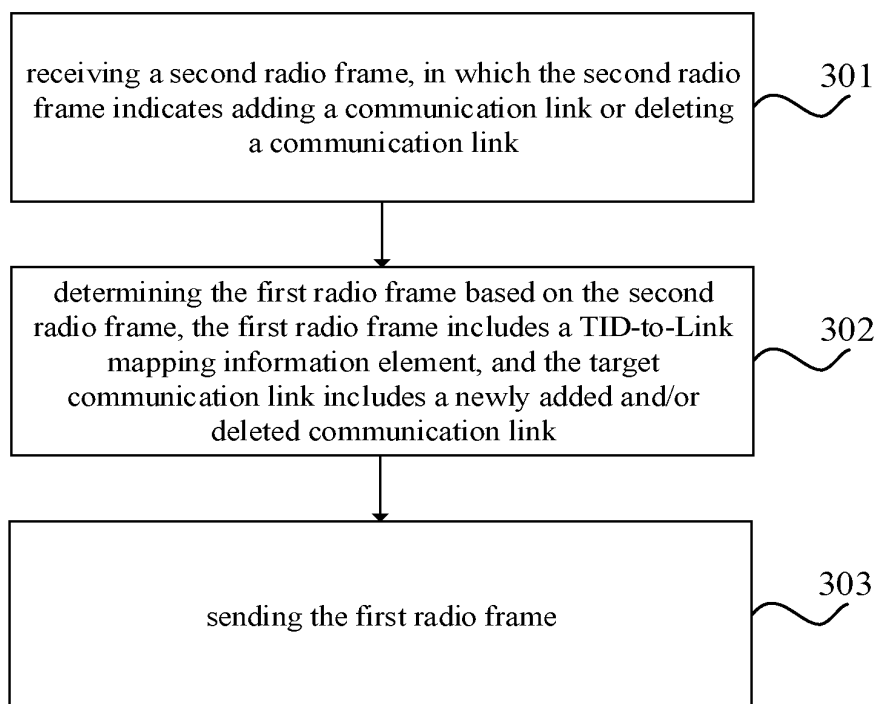 receiving a second radio frame, in which the second radio
frame indicates adding a communication link or deleting
a communication link
301
determining the first radio frame based on the second
radio frame, the first radio frame includes a TID-to-Link
mapping information element, and the target
communication link includes a newly added and/or
deleted communication link
302
sending the first radio frame
303